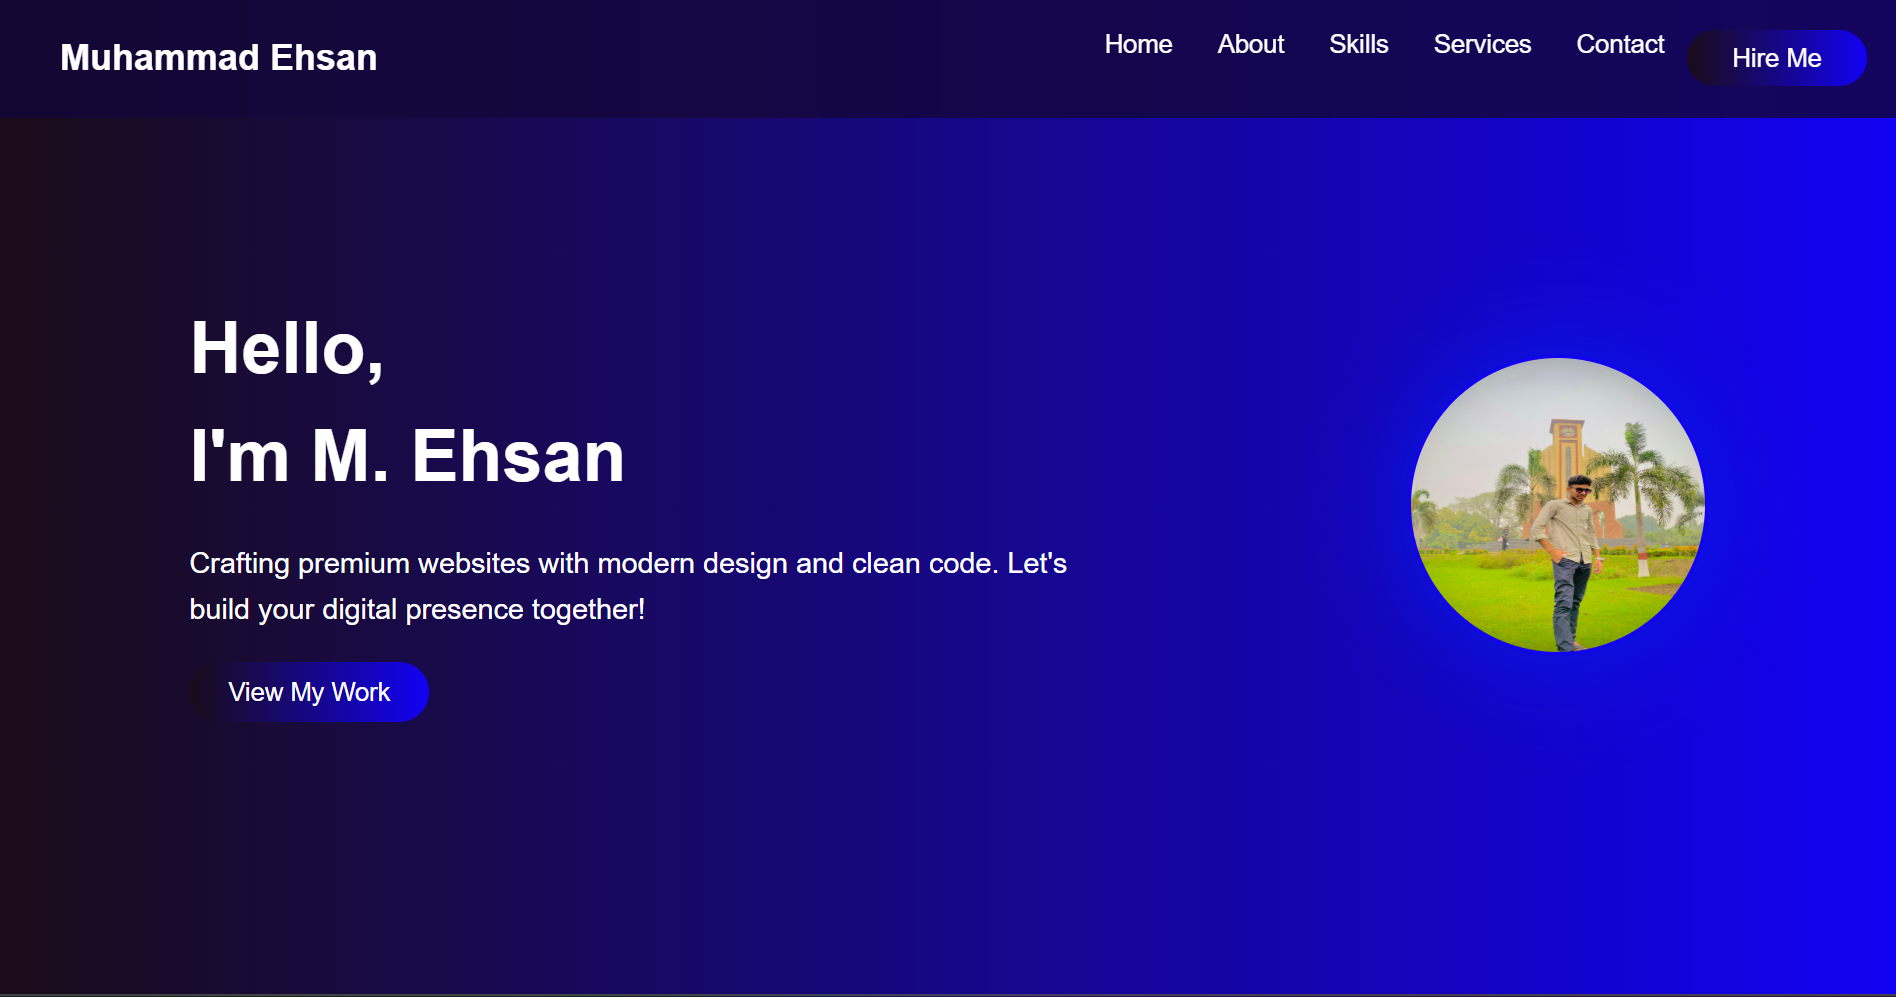 Muhammad Ehsan
Home About Skills Services Contact Hire Me
Hello,
I'm M. Ehsan
Crafting premium websites with modern design and clean code. Let's
build your digital presence together!
View My Work